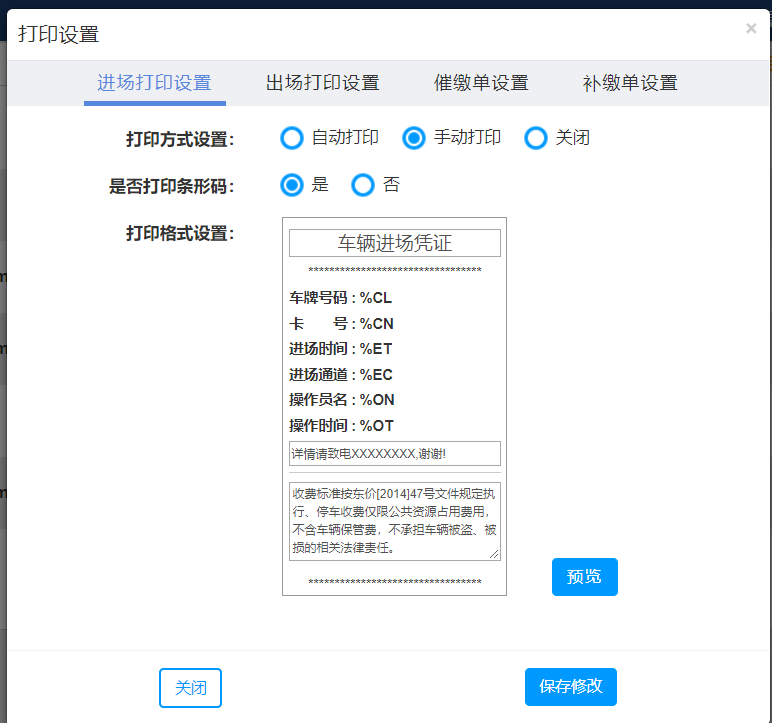 打印设置
×
进场打印设置 出场打印设置 催缴单设置 补缴单设置
打印方式设置： 自动打印 手动打印 关闭
是否打印条形码： 是 否
打印格式设置：
车辆进场凭证
*********************************
车牌号码 : %CL
卡 号 : %CN
进场时间 : %ET
进场通道 : %EC
操作员名 : %ON
操作时间 : %OT
详情请致电XXXXXXXX,谢谢!
收费标准按东价[2014]47号文件规定执
行、停车收费仅限公共资源占用费用，
不含车辆保管费，不承担车辆被盗、被
损的相关法律责任。
*********************************
预览
关闭 保存修改